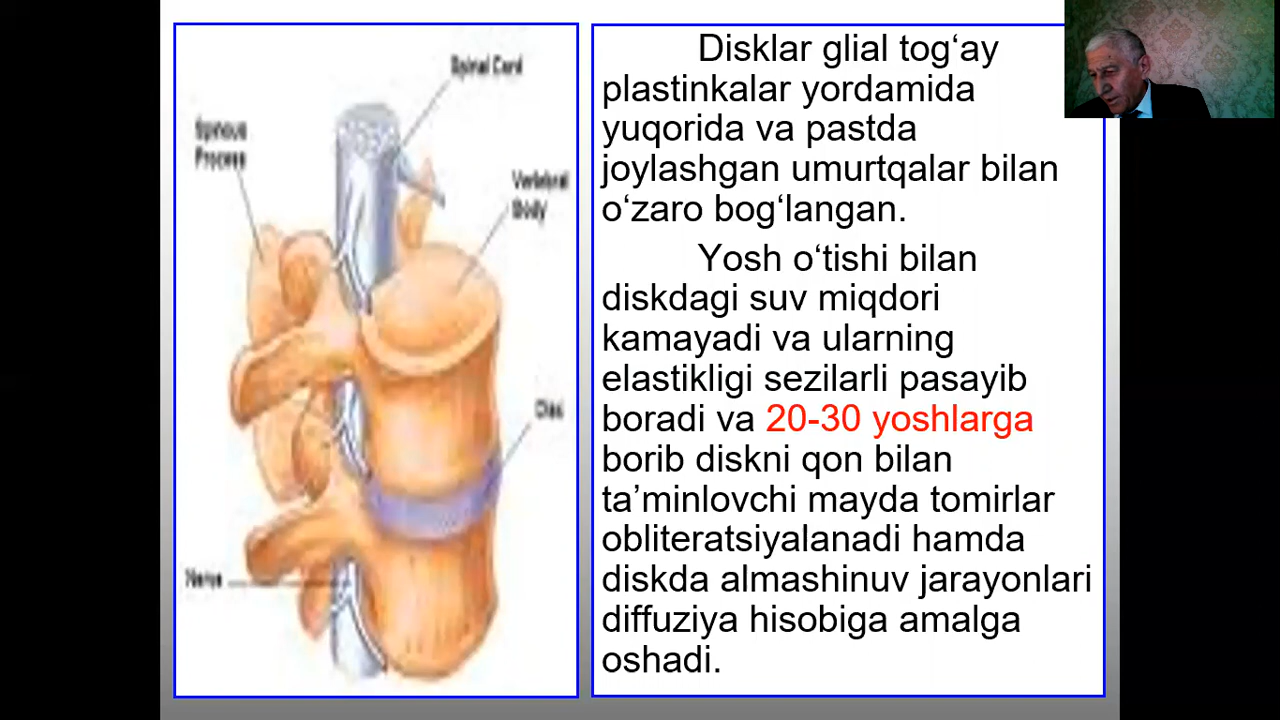 Spinal Cord
Spinous
Process
Vertebral
Body
Disc
Nerve
Disklar glial tog‘ay
plastinkalar yordamida
yuqorida va pastda
joylashgan umurtqalar bilan
o‘zaro bog‘langan.
Yosh o‘tishi bilan
diskdagi suv miqdori
kamayadi va ularning
elastikligi sezilarli pasayib
boradi va 20-30 yoshlarga
borib diskni qon bilan
ta’minlovchi mayda tomirlar
obliteratsiyalanadi hamda
diskda almashinuv jarayonlari
diffuziya hisobiga amalga
oshadi.